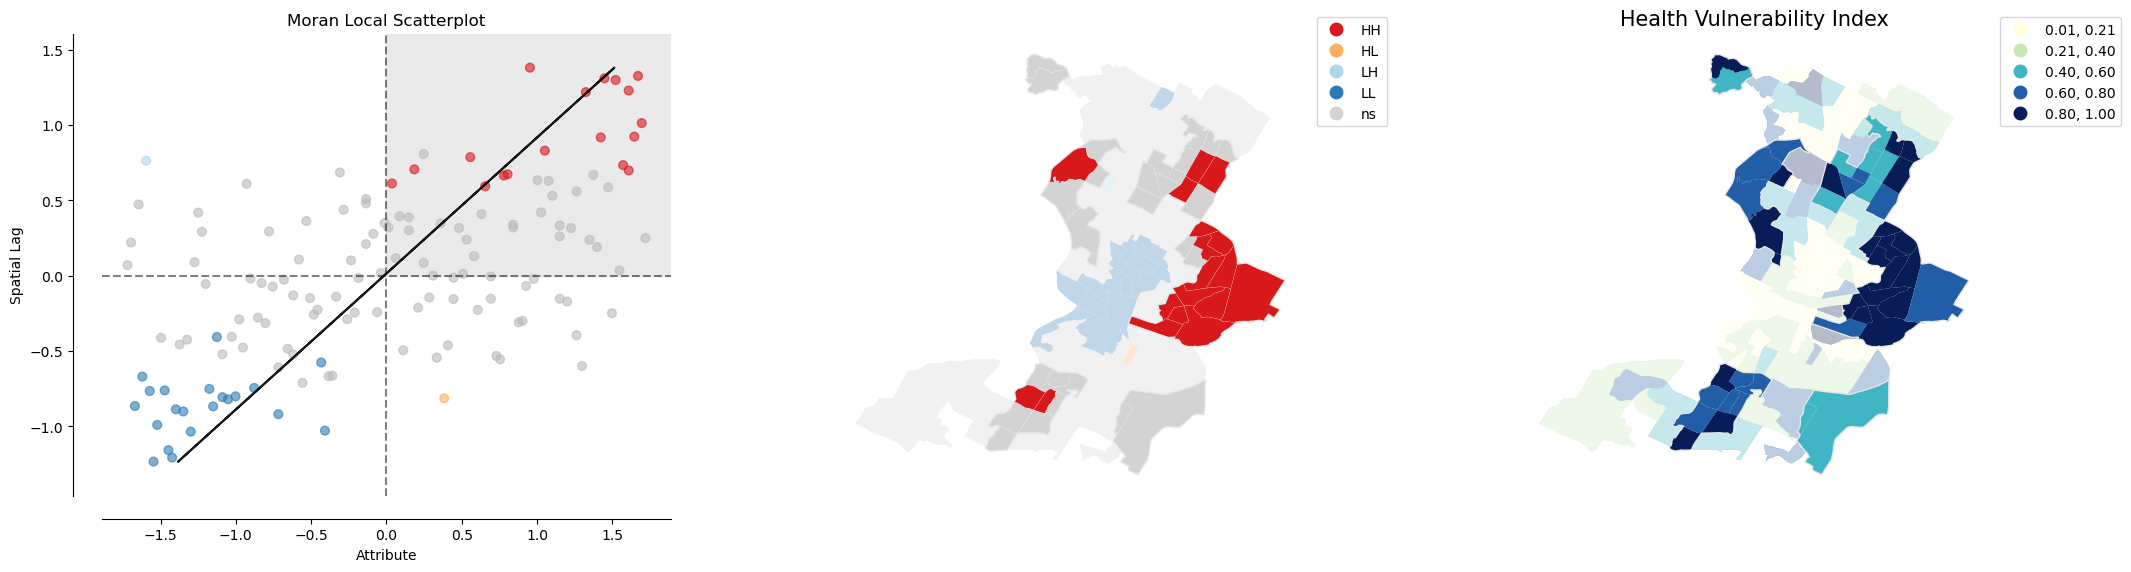 Moran Local Scatterplot
1.5
1.0
0.5
0.0
−0.5
−1.0
Spatial Lag
−1.5
−1.0
−0.5
0.0
0.5
1.0
1.5
Attribute
HH
HL
LH
LL
ns
Health Vulnerability Index
0.01, 0.21
0.21, 0.40
0.40, 0.60
0.60, 0.80
0.80, 1.00